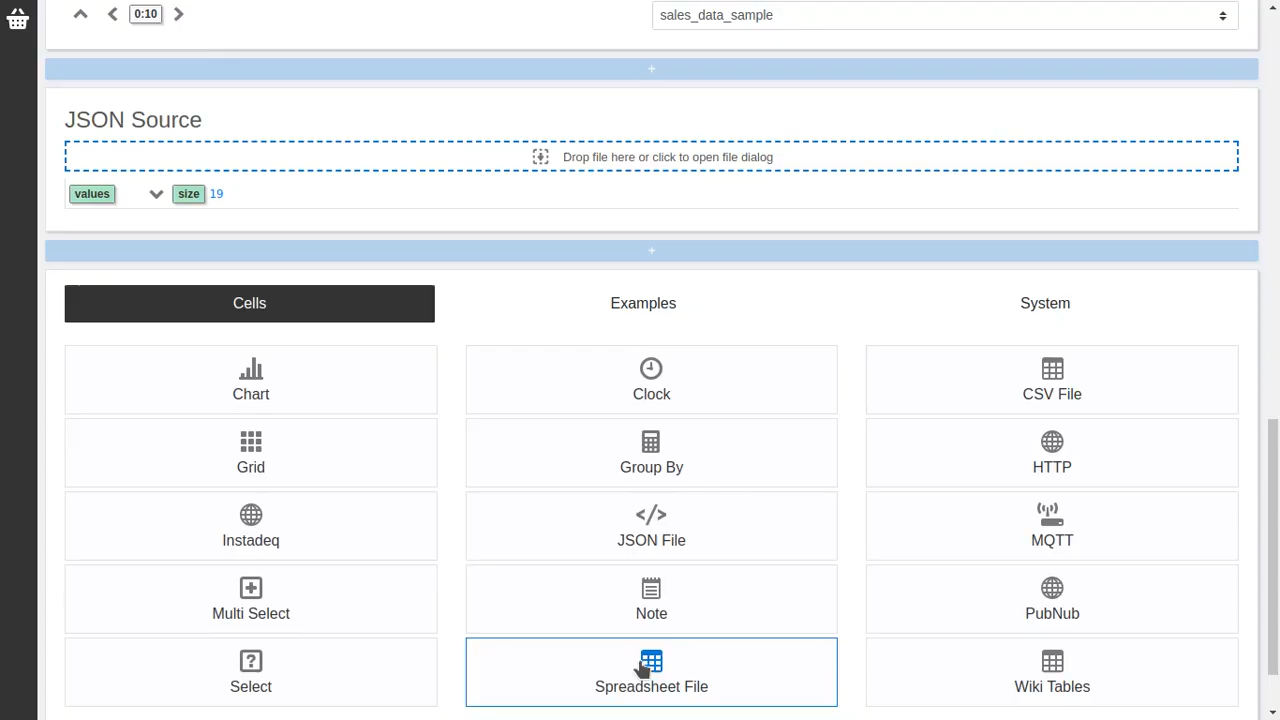 0:10
sales_data_sample
+
JSON Source
Drop file here or click to open file dialog
values size 19
+
Cells Examples System
Chart Clock CSV File
Grid Group By HTTP
Instadeq JSON File MQTT
Multi Select Note PubNub
Select Spreadsheet File Wiki Tables